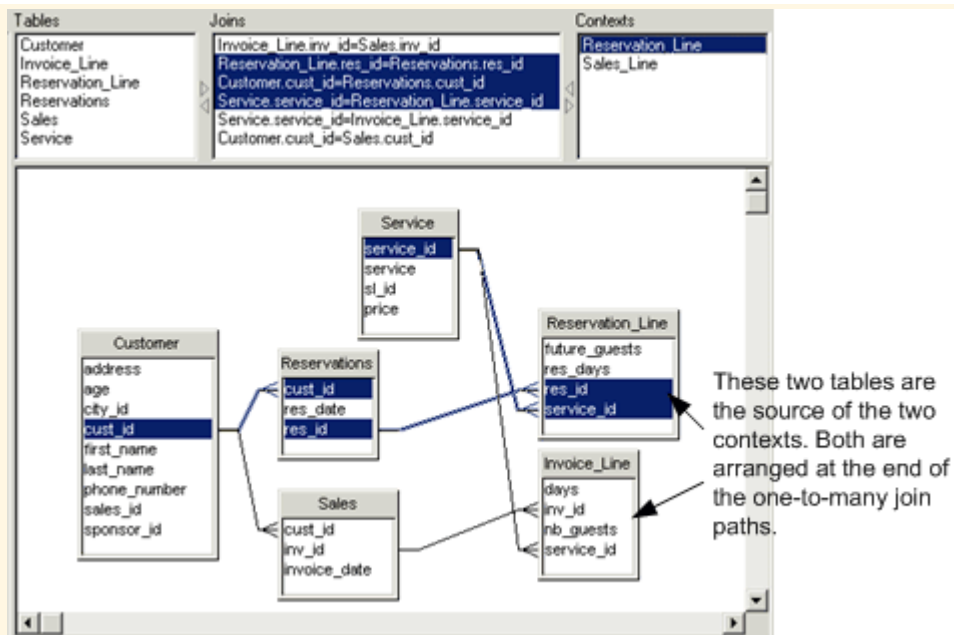 Tables
Customer
Invoice_Line
Reservation_Line
Reservations
Sales
Service
Joins
Invoice_Line.inv_id=Sales.inv_id
Reservation_Line.res_id=Reservations.res_id
Customer.cust_id=Reservations.cust_id
Service.service_id=Reservation_Line.service_id
Service.service_id=Invoice_Line.service_id
Customer.cust_id=Sales.cust_id
Contexts
Reservation_Line
Sales_Line
Service
service_id
service
sl_id
price
Customer
address
age
city_id
cust_id
first_name
last_name
phone_number
sales_id
sponsor_id
Reservations
cust_id
res_date
res_id
Sales
cust_id
inv_id
invoice_date
Reservation_Line
future_guests
res_days
res_id
service_id
Invoice_Line
days
inv_id
nb_guests
service_id
These two tables are
the source of the two
contexts. Both are
arranged at the end of
the one-to-many join
paths.